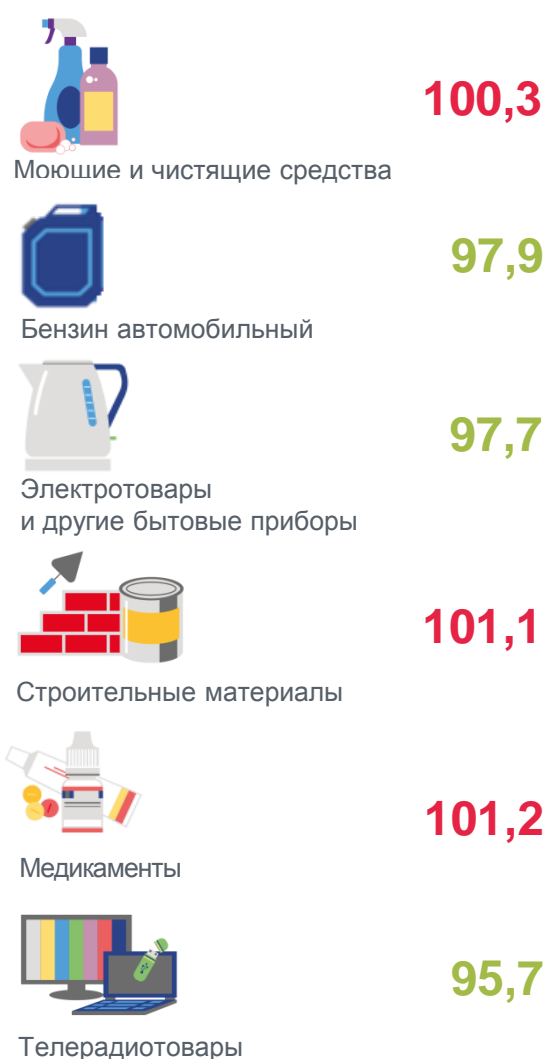 100,3
Моющие и чистящие средства
97,9
Бензин автомобильный
97,7
Электротовары
и другие бытовые приборы
101,1
Строительные материалы
101,2
Медикаменты
95,7
Телерадиотовары